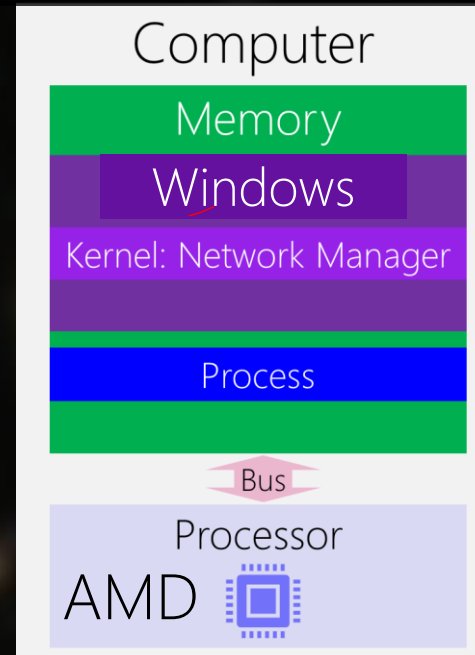 Computer
Memory
Windows
Kernel: Network Manager
Process
Bus
Processor
AMD